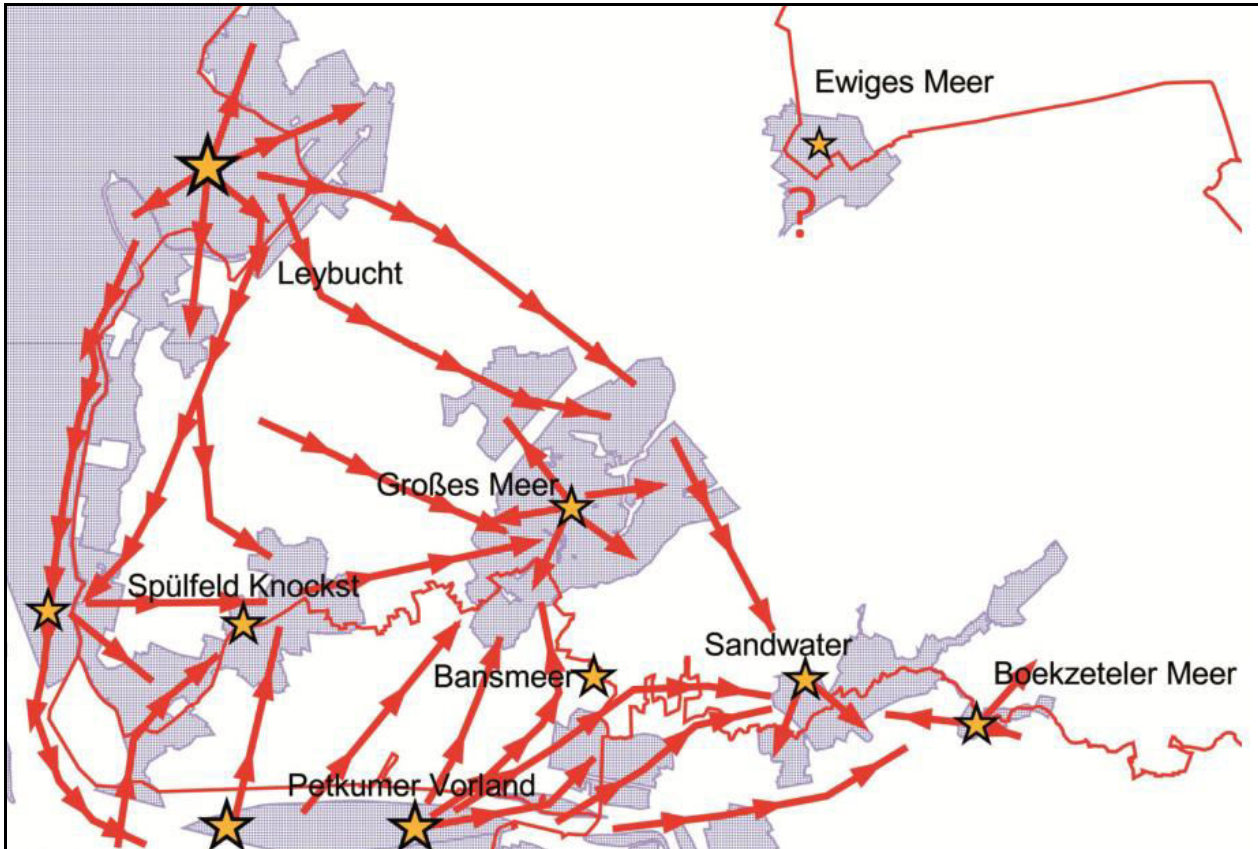 Ewiges Meer
?
Leybucht
Großes Meer
Spülfeld Knockst
Sandwater
Bansmeer
Boekzeteler Meer
Petkumer Vorland